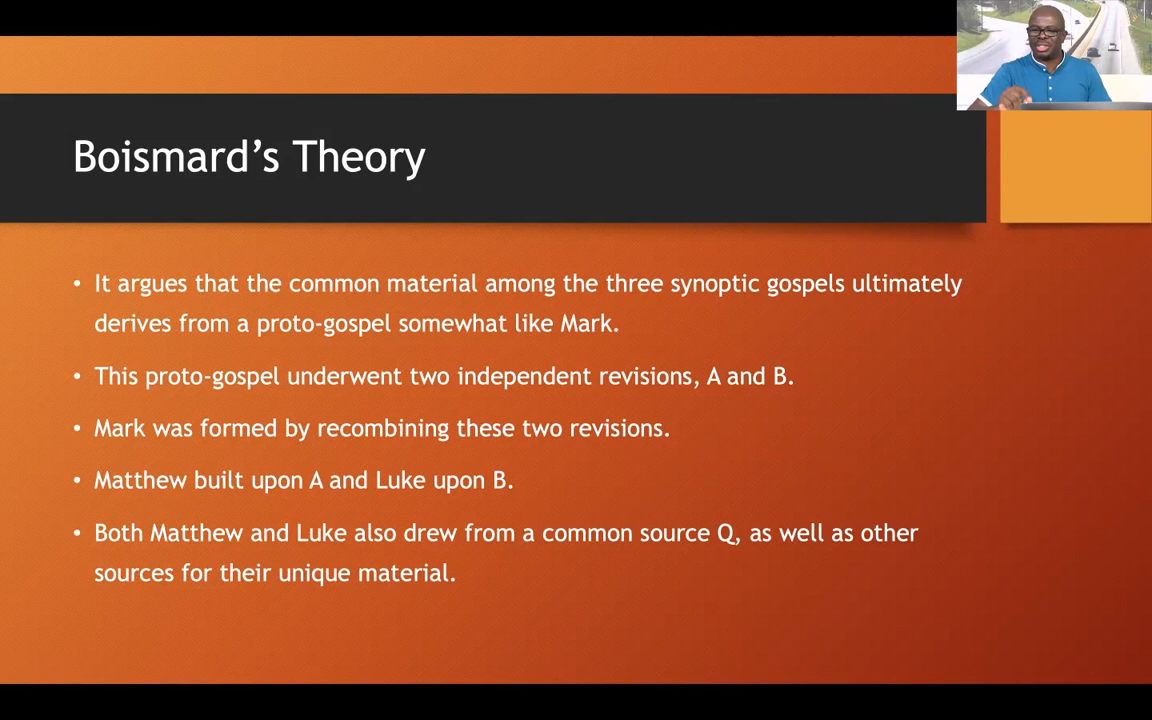 Boismard’s Theory
• It argues that the common material among the three synoptic gospels ultimately
derives from a proto-gospel somewhat like Mark.
• This proto-gospel underwent two independent revisions, A and B.
• Mark was formed by recombining these two revisions.
• Matthew built upon A and Luke upon B.
• Both Matthew and Luke also drew from a common source Q, as well as other
sources for their unique material.